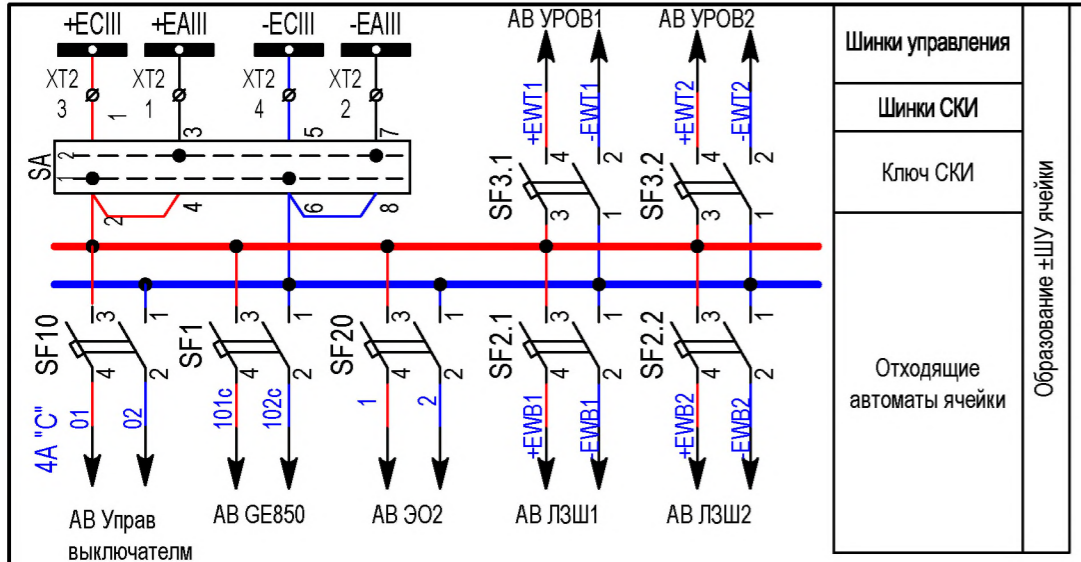 +ECIII +EAIII -ECIII -EAIII
АВ УРОВ1 АВ УРОВ2
XT2 XT2 XT2 XT2
3 1 4 2
1 3 5 7
+EWT1 -EWT1 +EWT2 -EWT2
SA
2
1
2 4 6 8
SF3.1 4 2 3 1
SF3.2 4 2 3 1
SF10 3 1 4 2
SF1 3 1 4 2
SF20 3 1 4 2
SF2.1 3 1 4 2
SF2.2 3 1 4 2
4А "С"
01 02 101с 102с 1 2
+EWB1 -EWB1 +EWB2 -EWB2
АВ Управ
выключателм
АВ GE850
АВ ЭО2
АВ ЛЗШ1
АВ ЛЗШ2
Шинки управления
Шинки СКИ
Ключ СКИ
Отходящие
автоматы ячейки
Образование ±ШУ ячейки